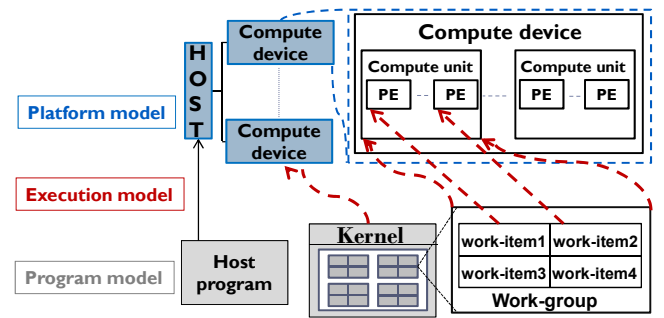 Compute
device
Compute device
H
O
S
T
Compute unit
Compute unit
PE
PE
PE
PE
Platform model
Compute
device
Execution model
Kernel
work-item1
work-item2
Host
program
Program model
work-item3
work-item4
Work-group